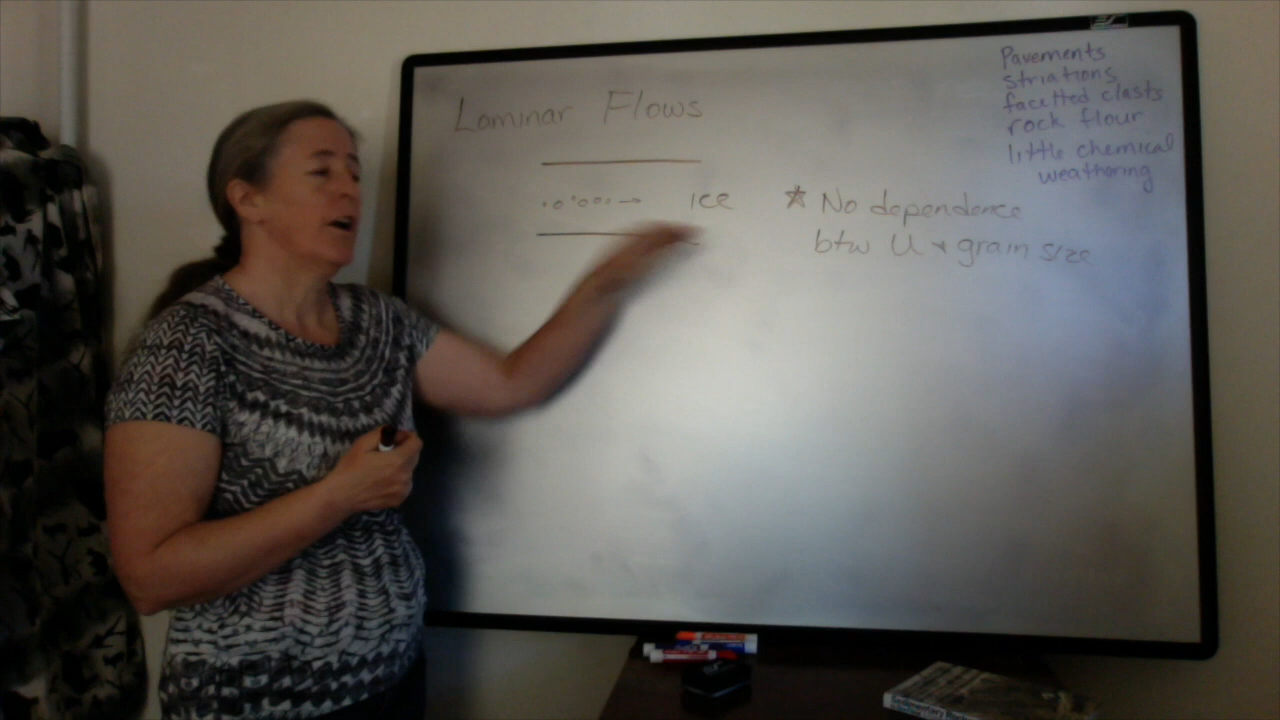 Laminar Flows
ice
* No dependence
btw U + grain size
Pavements
striations
facetted clasts
rock flour
little chemical
weathering